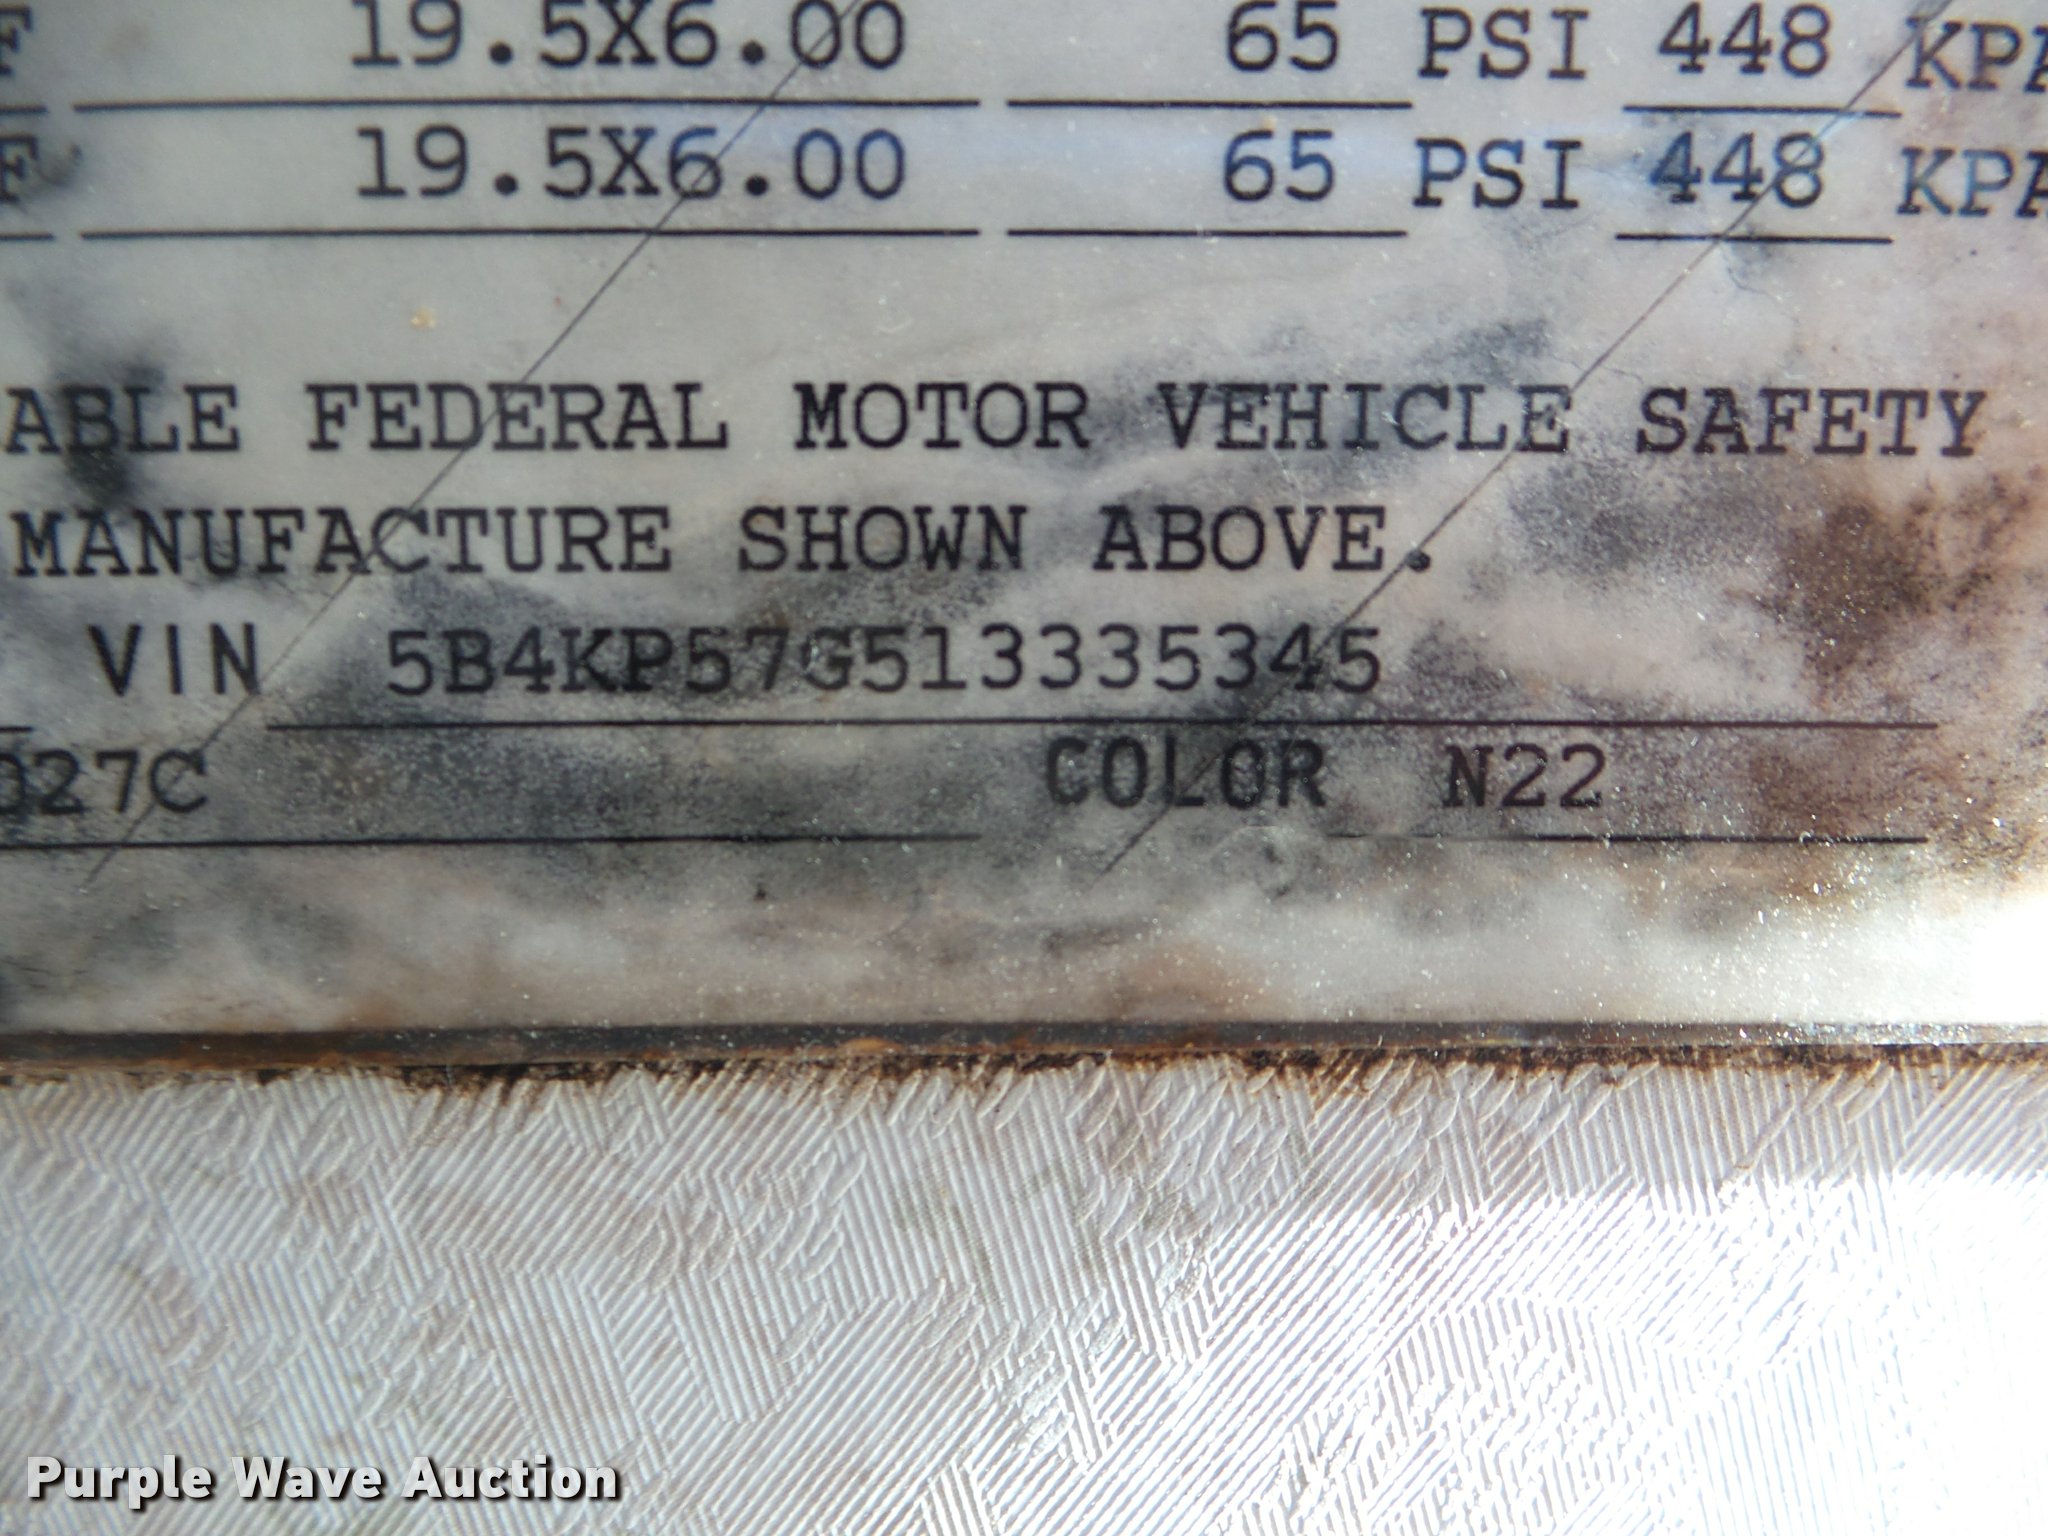 F 19.5X6.00 65 PSI 448 KPA
F 19.5X6.00 65 PSI 448 KPA
ABLE FEDERAL MOTOR VEHICLE SAFETY
MANUFACTURE SHOWN ABOVE.
VIN 5B4KP57G513335345
027C COLOR N22
Purple Wave Auction